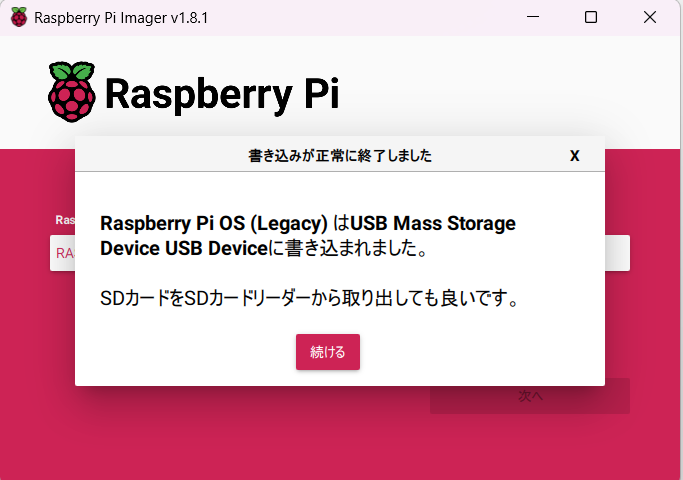 Raspberry Pi Imager v1.8.1
Raspberry Pi
書き込みが正常に終了しました
X
Ras
RA
Raspberry Pi OS (Legacy) はUSB Mass Storage
Device USB Deviceに書き込まれました。
SDカードをSDカードリーダーから取り出しても良いです。
続ける
次へ